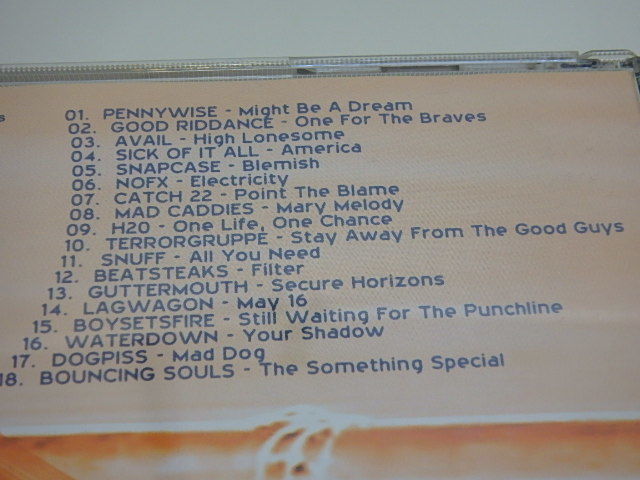 01. PENNYWISE - Might Be A Dream
02. GOOD RIDDANCE - One For The Braves
03. AVAIL - High Lonesome
04. SICK OF IT ALL - America
05. SNAPCASE - Blemish
06. NOFX - Electricity
07. CATCH 22 - Point The Blame
08. MAD CADDIES - Mary Melody
09. H2O - One Life, One Chance
10. TERRORGRUPPE - Stay Away From The Good Guys
11. SNUFF - All You Need
12. BEATSTEAKS - Filter
13. GUTTERMOUTH - Secure Horizons
14. LAGWAGON - May 16
15. BOYSETSFIRE - Still Waiting For The Punchline
16. WATERDOWN - Your Shadow
17. DOGPISS - Mad Dog
18. BOUNCING SOULS - The Something Special